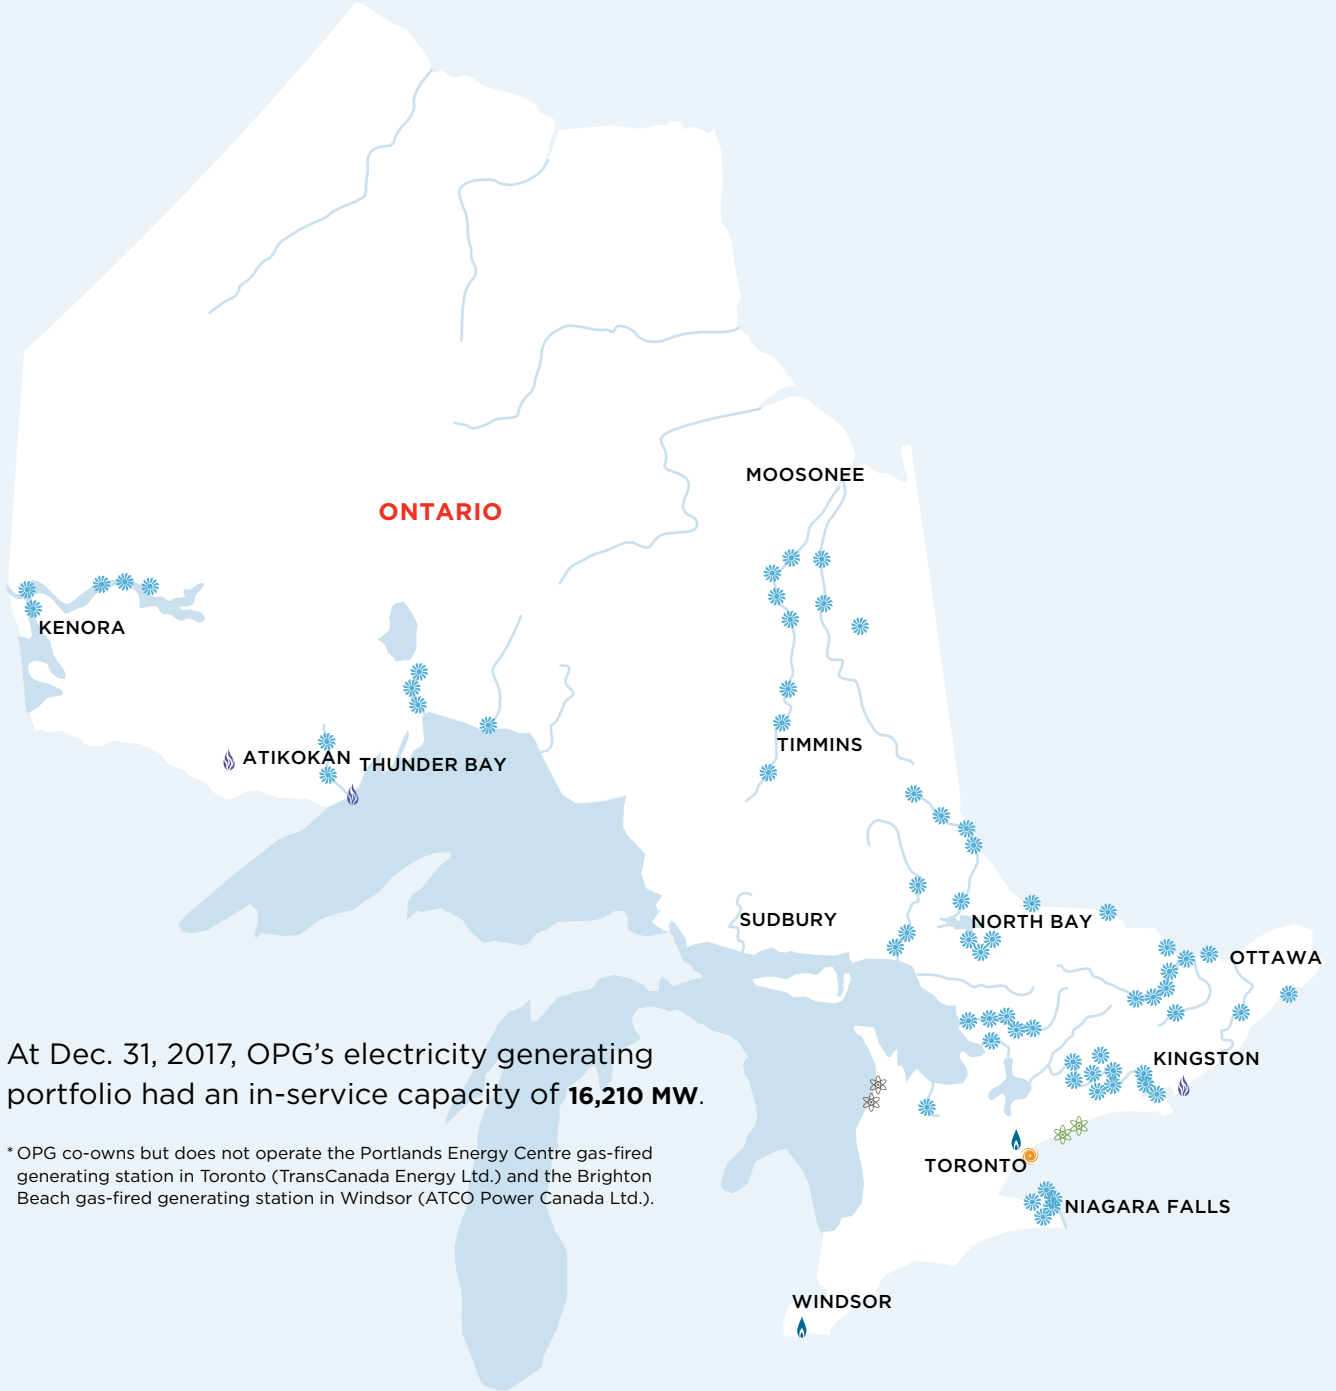 MOOSONEE
ONTARIO
KENORA
TIMMINS
ATIKOKAN
THUNDER BAY
SUDBURY
NORTH BAY
OTTAWA
At Dec. 31, 2017, OPG’s electricity generating
portfolio had an in-service capacity of 16,210 MW.
KINGSTON
* OPG co-owns but does not operate the Portlands Energy Centre gas-fired
generating station in Toronto (TransCanada Energy Ltd.) and the Brighton
Beach gas-fired generating station in Windsor (ATCO Power Canada Ltd.).
TORONTO
NIAGARA FALLS
WINDSOR